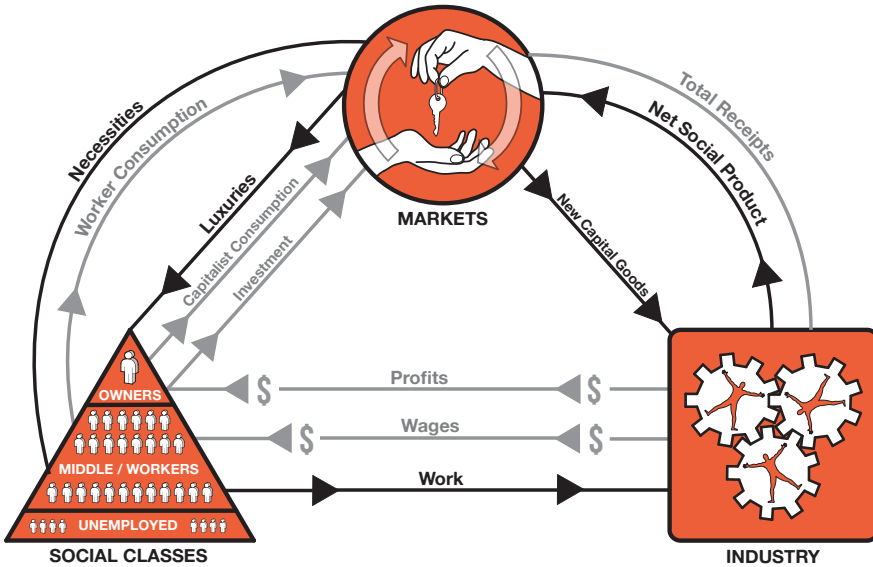 Necessities
Worker Consumption
Luxuries
Capitalist Consumption
Investment
MARKETS
New Capital Goods
Net Social Product
Total Receipts
$ Profits $
$ Wages $
Work
OWNERS
MIDDLE / WORKERS
UNEMPLOYED
SOCIAL CLASSES
INDUSTRY